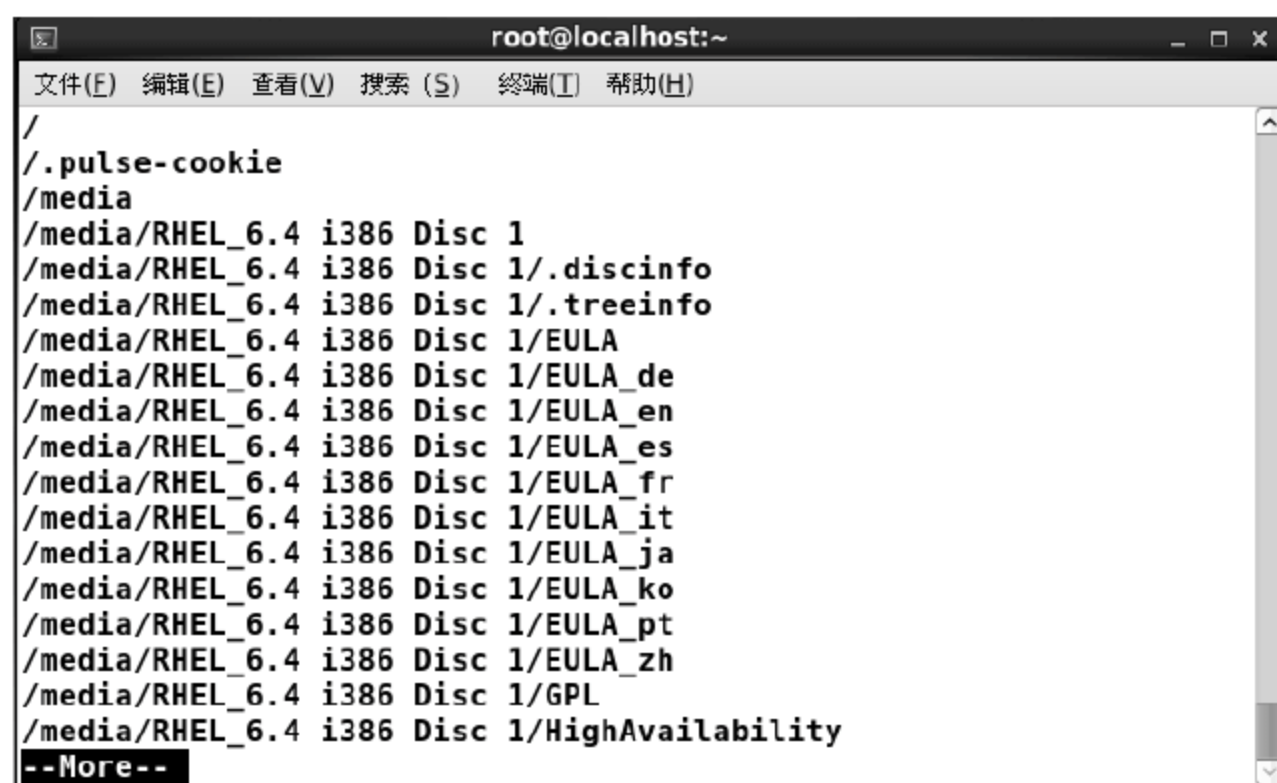 root@localhost:~
文件(F) 编辑(E) 查看(V) 搜索 (S) 终端(T) 帮助(H)
/
/.pulse-cookie
/media
/media/RHEL_6.4 i386 Disc 1
/media/RHEL_6.4 i386 Disc 1/.discinfo
/media/RHEL_6.4 i386 Disc 1/.treeinfo
/media/RHEL_6.4 i386 Disc 1/EULA
/media/RHEL_6.4 i386 Disc 1/EULA_de
/media/RHEL_6.4 i386 Disc 1/EULA_en
/media/RHEL_6.4 i386 Disc 1/EULA_es
/media/RHEL_6.4 i386 Disc 1/EULA_fr
/media/RHEL_6.4 i386 Disc 1/EULA_it
/media/RHEL_6.4 i386 Disc 1/EULA_ja
/media/RHEL_6.4 i386 Disc 1/EULA_ko
/media/RHEL_6.4 i386 Disc 1/EULA_pt
/media/RHEL_6.4 i386 Disc 1/EULA_zh
/media/RHEL_6.4 i386 Disc 1/GPL
/media/RHEL_6.4 i386 Disc 1/HighAvailability
--More--